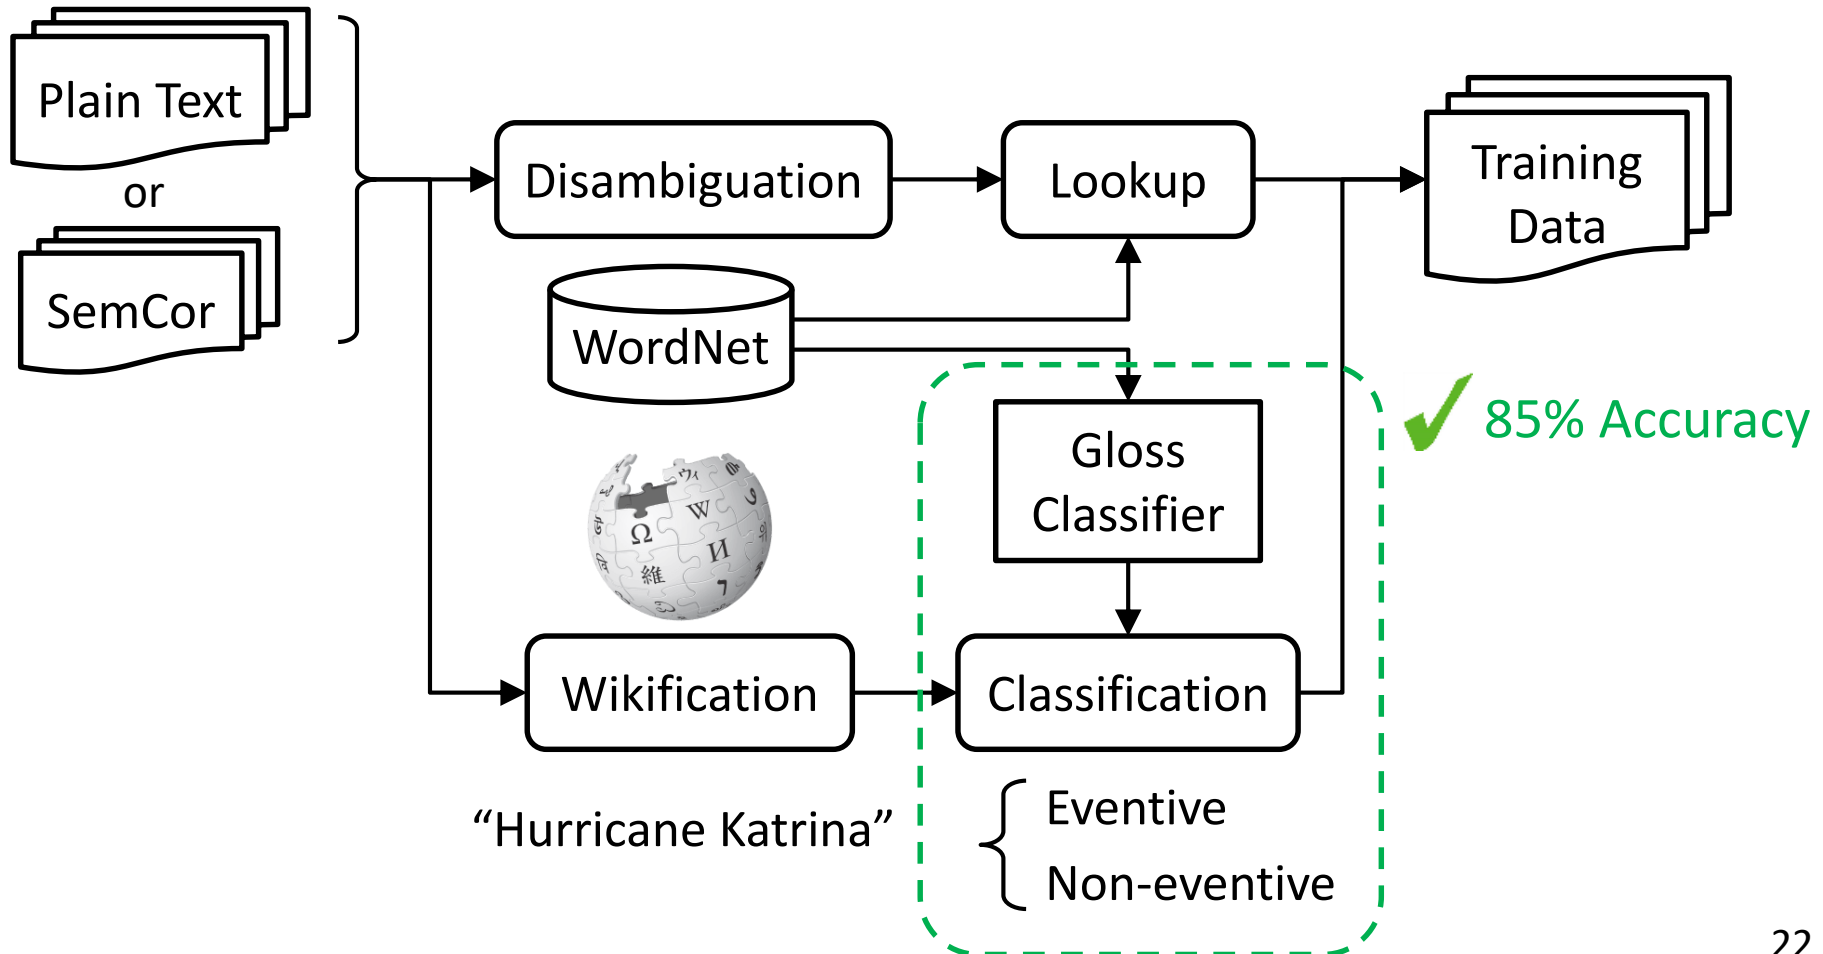 Plain Text
or
SemCor
Disambiguation
Lookup
Training
Data
WordNet
85% Accuracy
Gloss
Classifier
Ω
W
И
維
Wikification
Classification
“Hurricane Katrina”
Eventive
Non-eventive
22